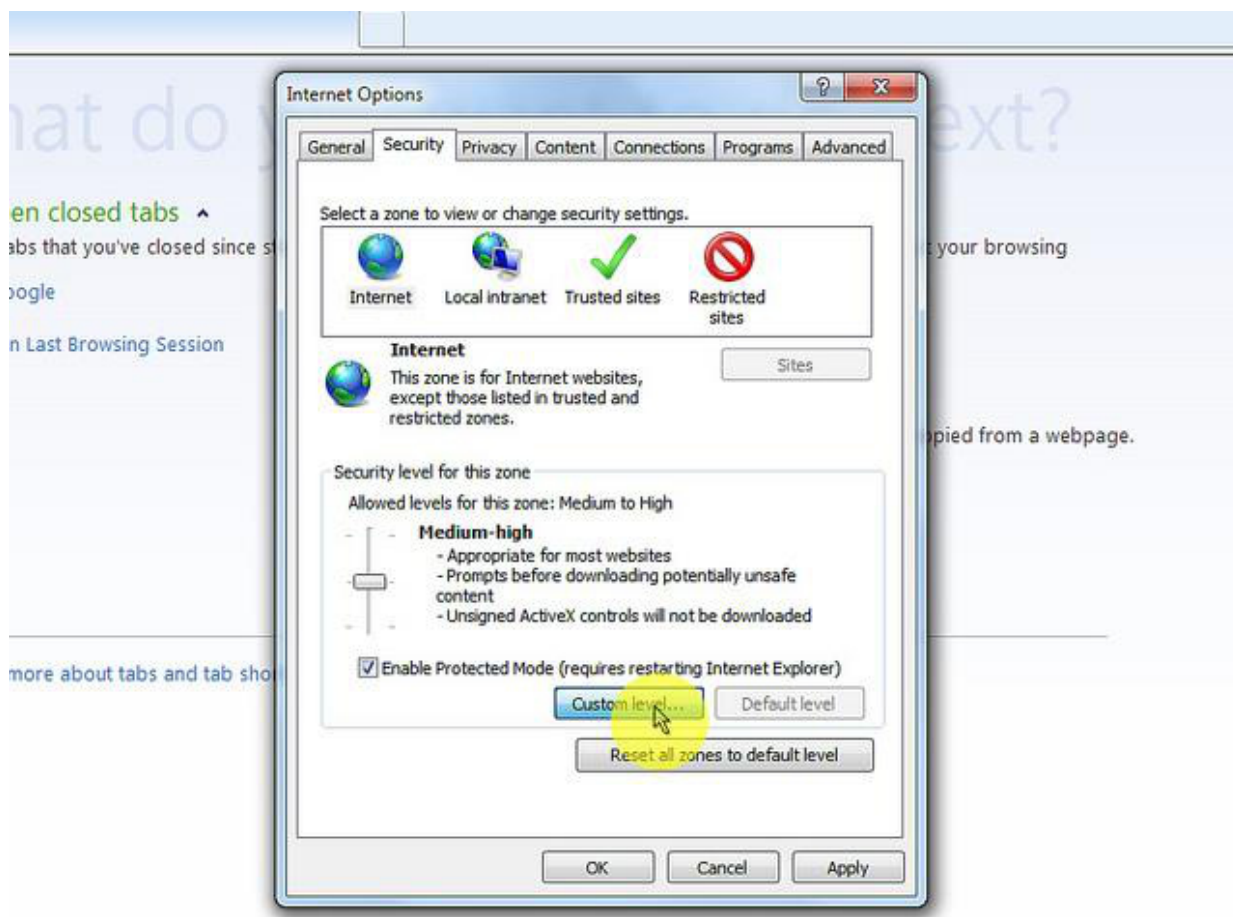 Internet Options
hat do y
ext?
General Security Privacy Content Connections Programs Advanced
en closed tabs
abs that you've closed since s
your browsing
oogle
n Last Browsing Session
Select a zone to view or change security settings.
Internet
Local intranet
Trusted sites
Restricted
sites
Internet
Sites
This zone is for Internet websites,
except those listed in trusted and
restricted zones.
opied from a webpage.
Security level for this zone
Allowed levels for this zone: Medium to High
Medium-high
- Appropriate for most websites
- Prompts before downloading potentially unsafe
content
- Unsigned ActiveX controls will not be downloaded
more about tabs and tab sho
Enable Protected Mode (requires restarting Internet Explorer)
Custom level...
Default level
Reset all zones to default level
OK
Cancel
Apply